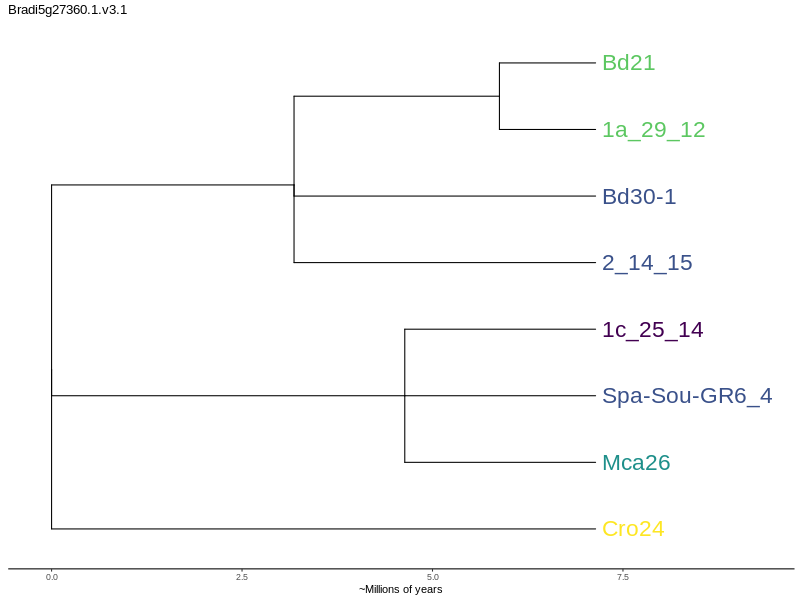 Bradi5g27360.1.v3.1
Bd21
1a_29_12
Bd30-1
2_14_15
1c_25_14
Spa-Sou-GR6_4
Mca26
Cro24
0.0 2.5 5.0 7.5
~Millions of years